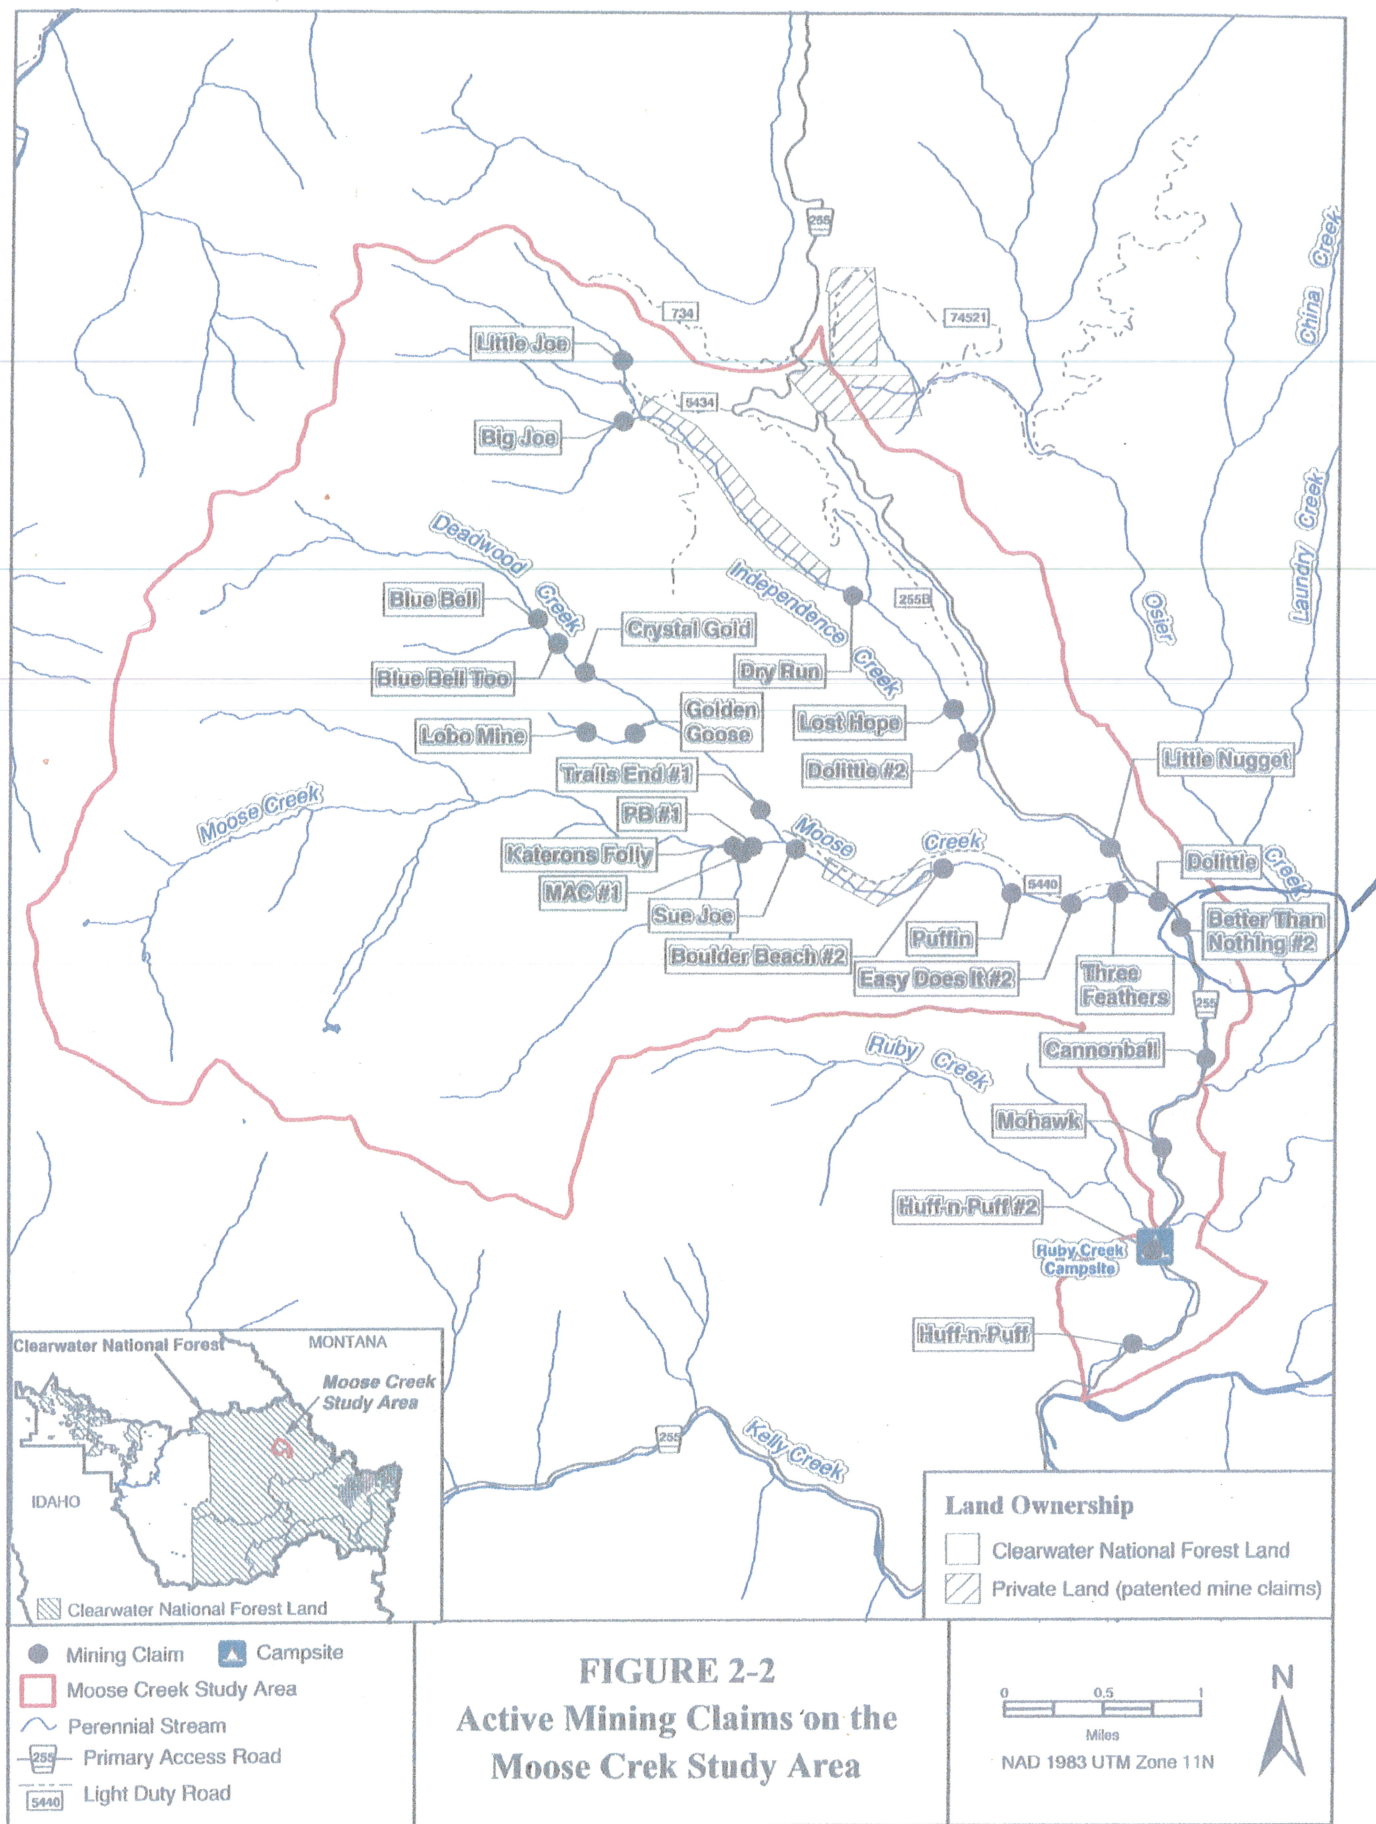 255
China Creek
734
74521
Little Joe
5434
Big Joe
Laundry Creek
Deadwood Creek
Independence Creek
Blue Bell
255B
Osier
Creek
Crystal Gold
Blue Bell Too
Dry Run
Golden
Goose
Lobo Mine
Lost Hope
Trails End #1
Dolittle #2
Little Nugget
Moose Creek
PB #1
Moose Creek
Katerons Folly
Dolittle
MAC #1
5440
Sue Joe
Puffin
Better Than
Nothing #2
Boulder Beach #2
Easy Does It #2
Three
Feathers
255
Ruby Creek
Cannonball
Mohawk
Huff-n-Puff #2
Ruby Creek
Campsite
Huff-n-Puff
Clearwater National Forest
MONTANA
Moose Creek
Study Area
IDAHO
Clearwater National Forest Land
255
Kelly Creek
Land Ownership
Clearwater National Forest Land
Private Land (patented mine claims)
Mining Claim
Campsite
Moose Creek Study Area
Perennial Stream
255 Primary Access Road
5440 Light Duty Road
FIGURE 2-2
Active Mining Claims on the
Moose Crek Study Area
0 0.5 1
Miles
NAD 1983 UTM Zone 11N
N